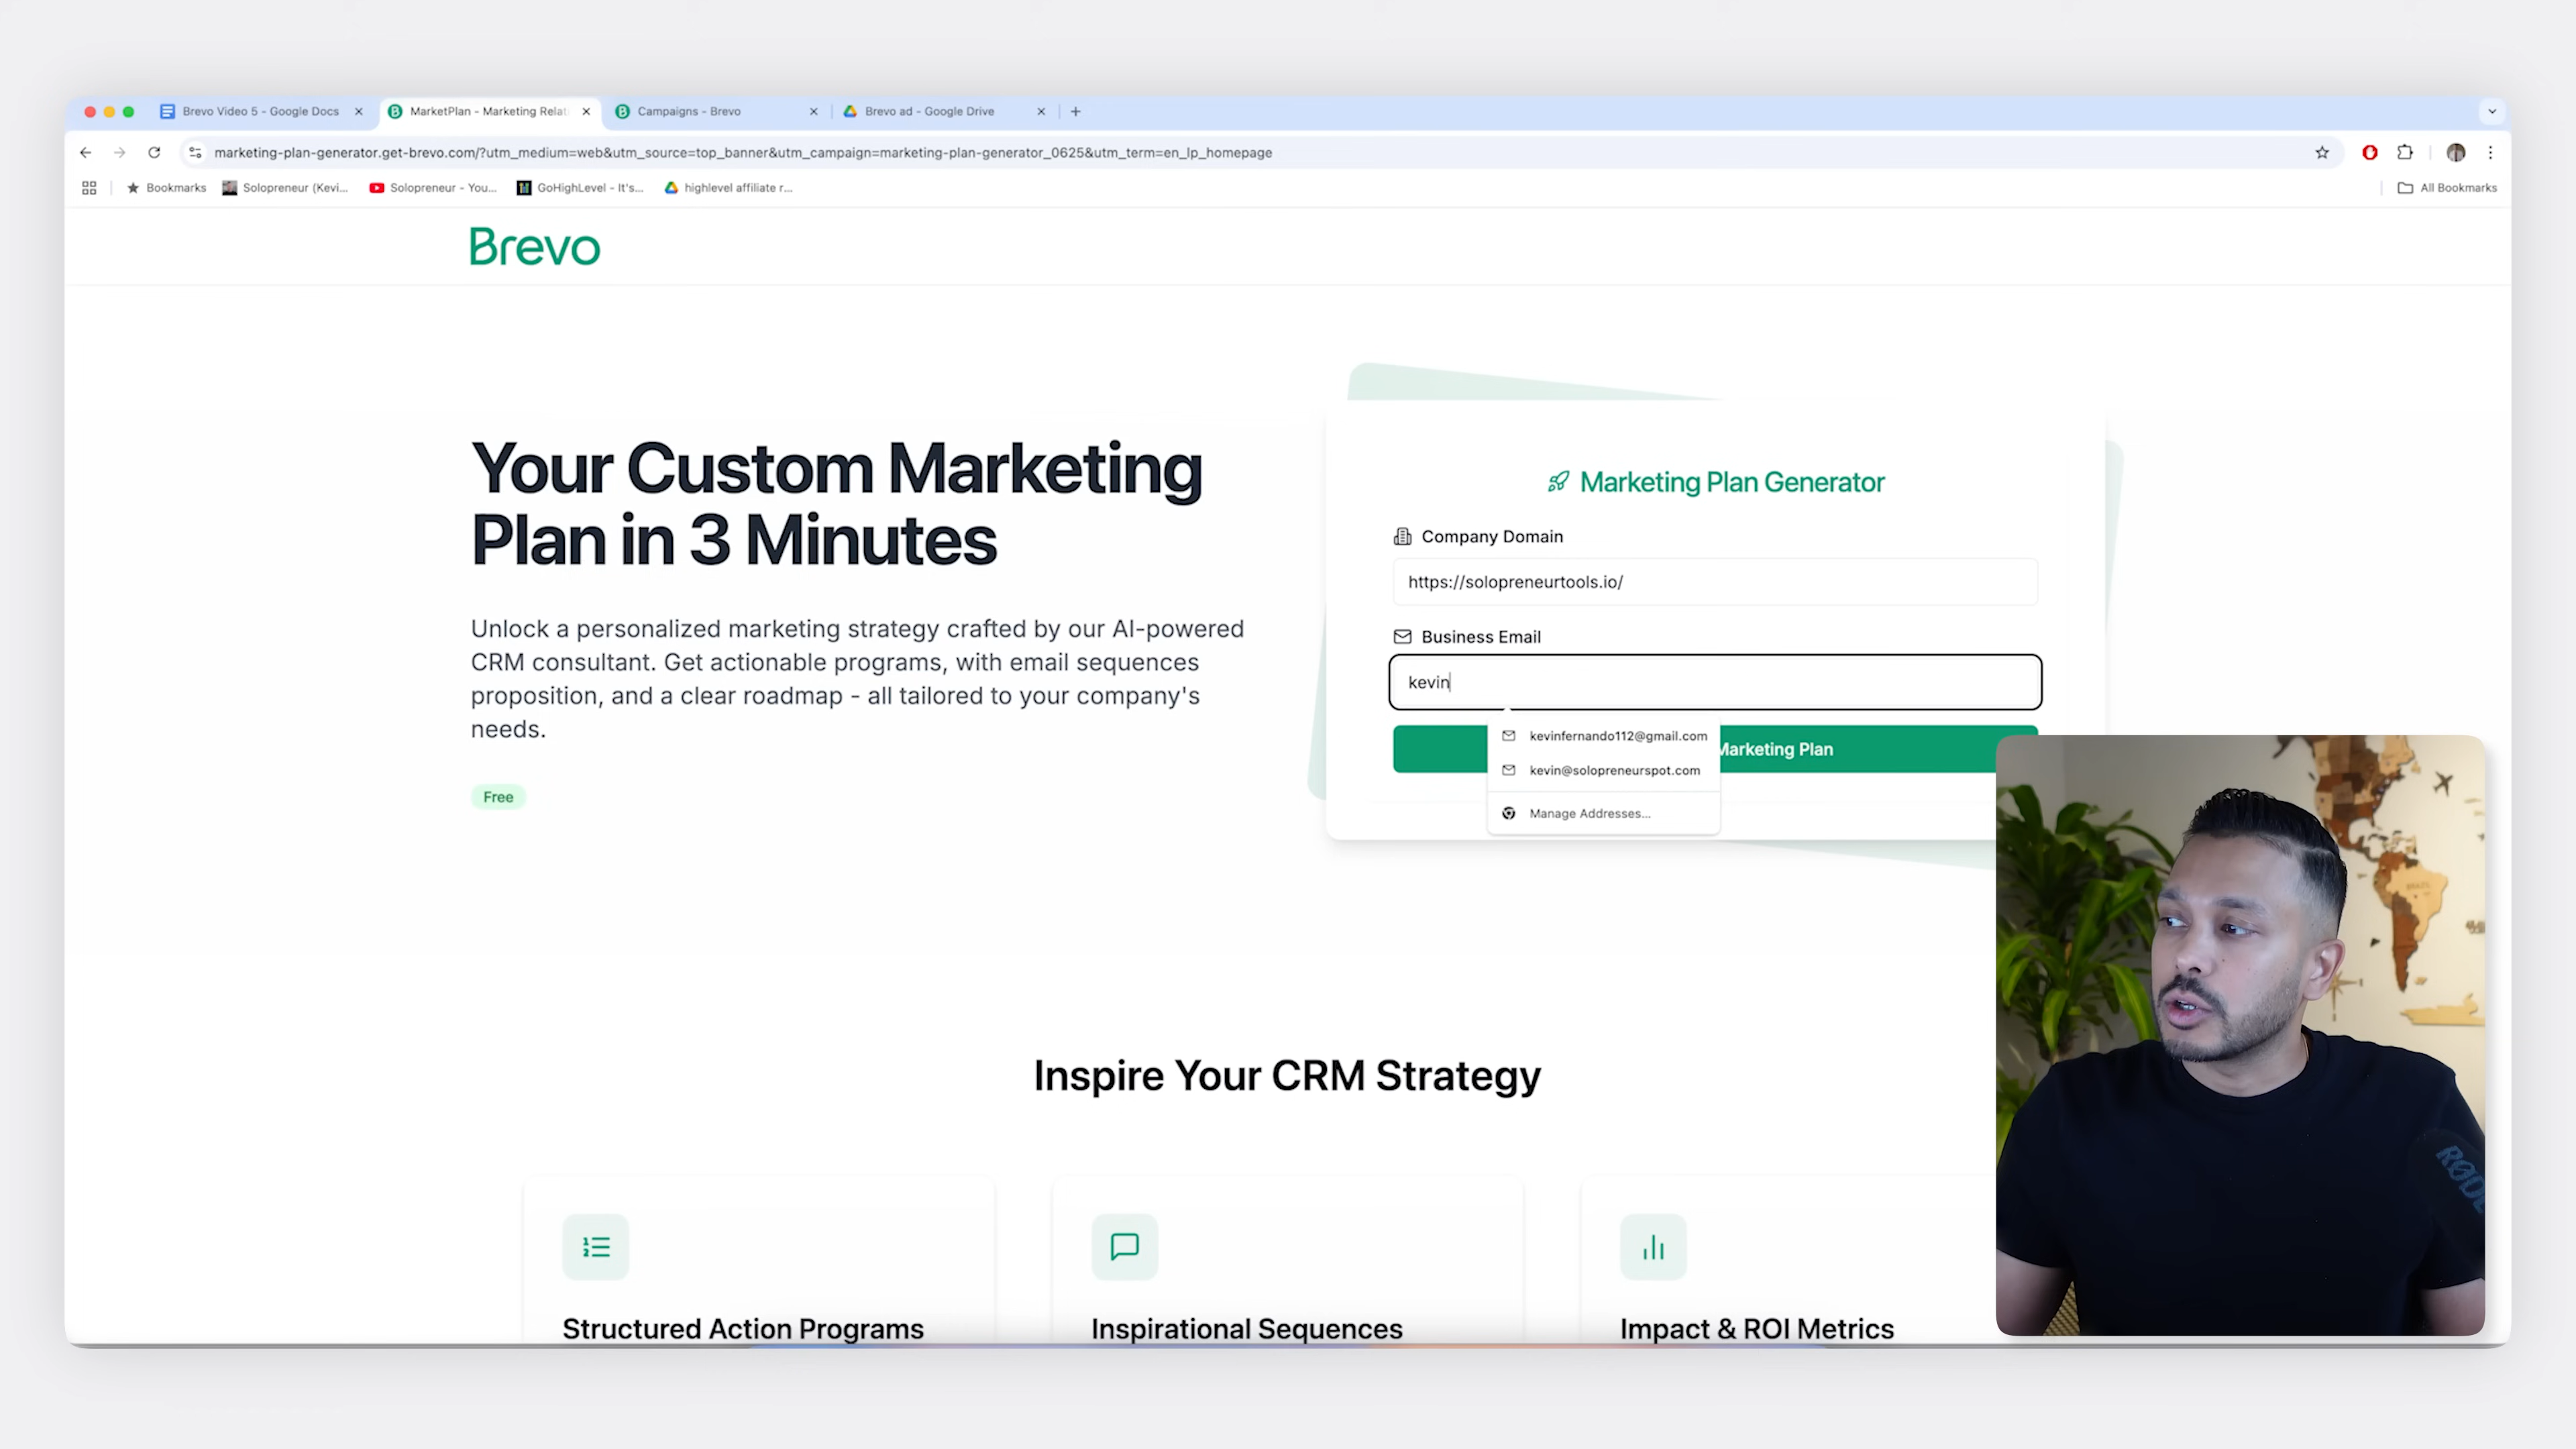 Brevo Video 5 - Google Docs
MarketPlan - Marketing Relat
Campaigns - Brevo
Brevo ad - Google Drive
marketing-plan-generator.get-brevo.com/?utm_medium=web&utm_source=top_banner&utm_campaign=marketing-plan-generator_0625&utm_term=en_lp_homepage
Bookmarks
Solopreneur (Kevi...
Solopreneur - You...
GoHighLevel - It's...
highlevel affiliate r...
All Bookmarks
Brevo
Your Custom Marketing
Plan in 3 Minutes
Unlock a personalized marketing strategy crafted by our AI-powered
CRM consultant. Get actionable programs, with email sequences
proposition, and a clear roadmap - all tailored to your company's
needs.
Free
Marketing Plan Generator
Company Domain
https://solopreneurtools.io/
Business Email
kevin
kevinfernando112@gmail.com
kevin@solopreneurspot.com
Manage Addresses...
Marketing Plan
BRAZIL
RØDE
Inspire Your CRM Strategy
Structured Action Programs
Inspirational Sequences
Impact & ROI Metrics